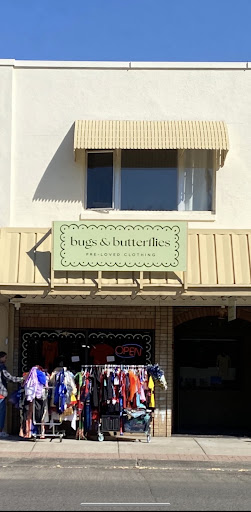 bugs & butterflies
PRE-LOVED CLOTHING
OPEN